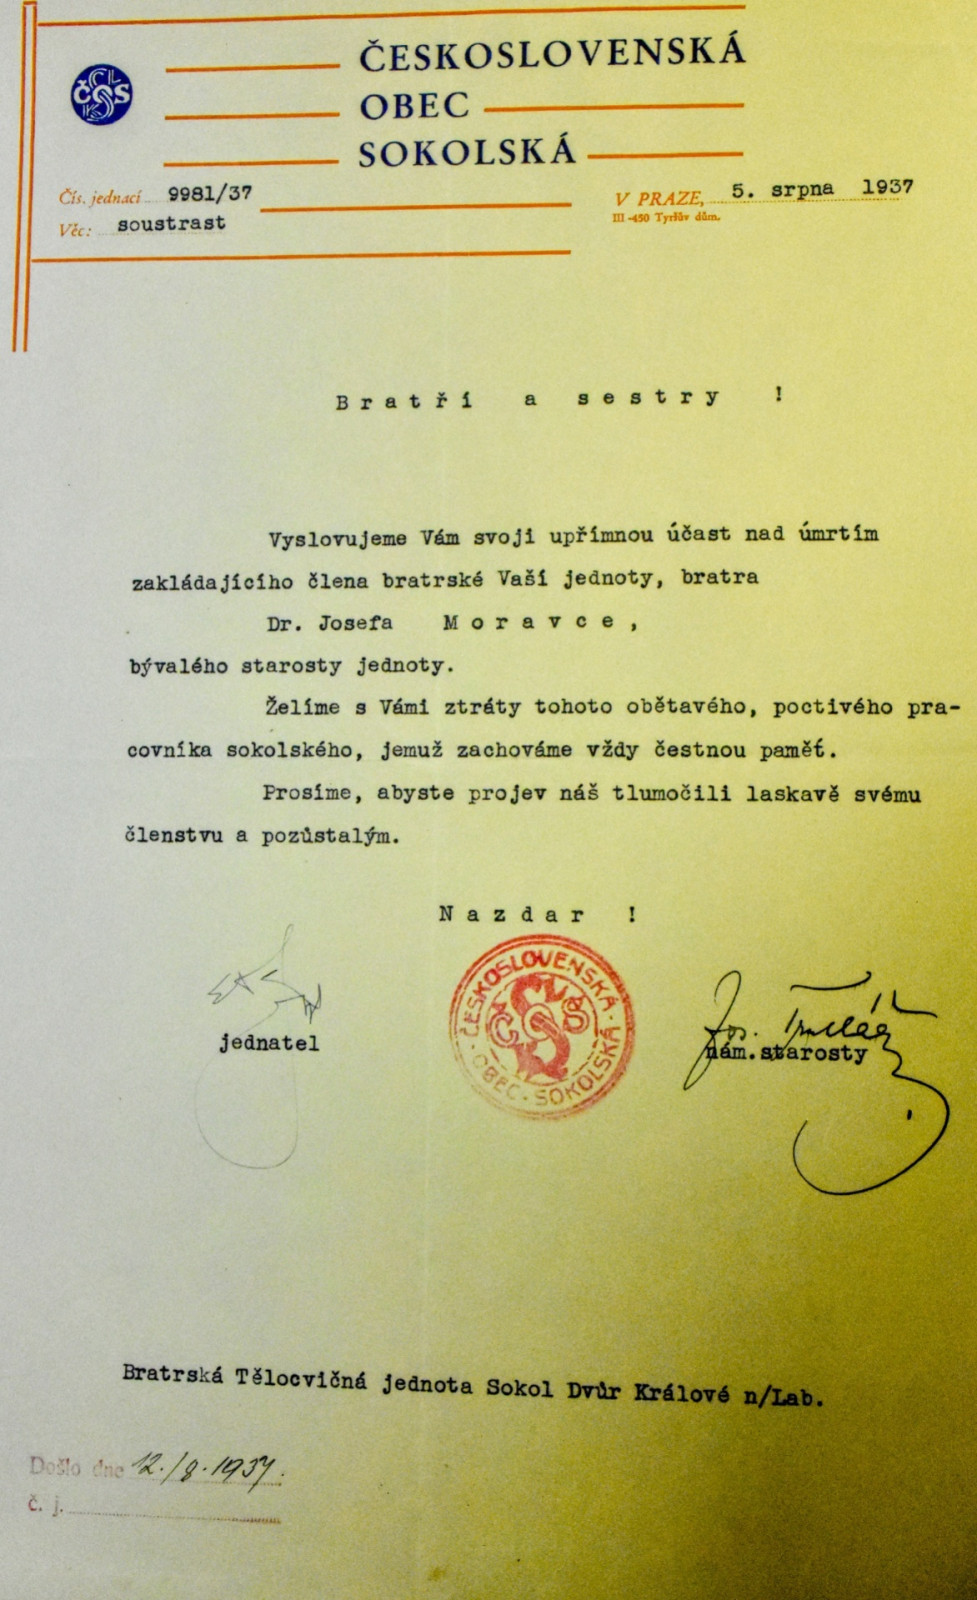 ČESKOSLOVENSKÁ
OBEC
SOKOLSKÁ
ČOS
Čís. jednací 9981/37
Věc: soustrast
V PRAZE, 5. srpna 1937
III-450 Tyršův dům.
Bratři a sestry !
Vyslovujeme Vám svoji upřímnou účast nad úmrtím
zakládajícího člena bratrské Vaší jednoty, bratra
Dr. Josefa Moravce,
bývalého starosty jednoty.
Želíme s Vámi ztráty tohoto obětavého, poctivého pra-
covníka sokolského, jemuž zachováme vždy čestnou paměť.
Prosíme, abyste projev náš tlumočili laskavě svému
členstvu a pozůstalým.
Nazdar !
ČESKOSLOVENSKÁ · OBEC · SOKOLSKÁ ·
ČOS
jednatel
Jos.
nám.starosty
Bratrská Tělocvičná jednota Sokol Dvůr Králové n/Lab.
Došlo dne 12./8.1937.
č. j.